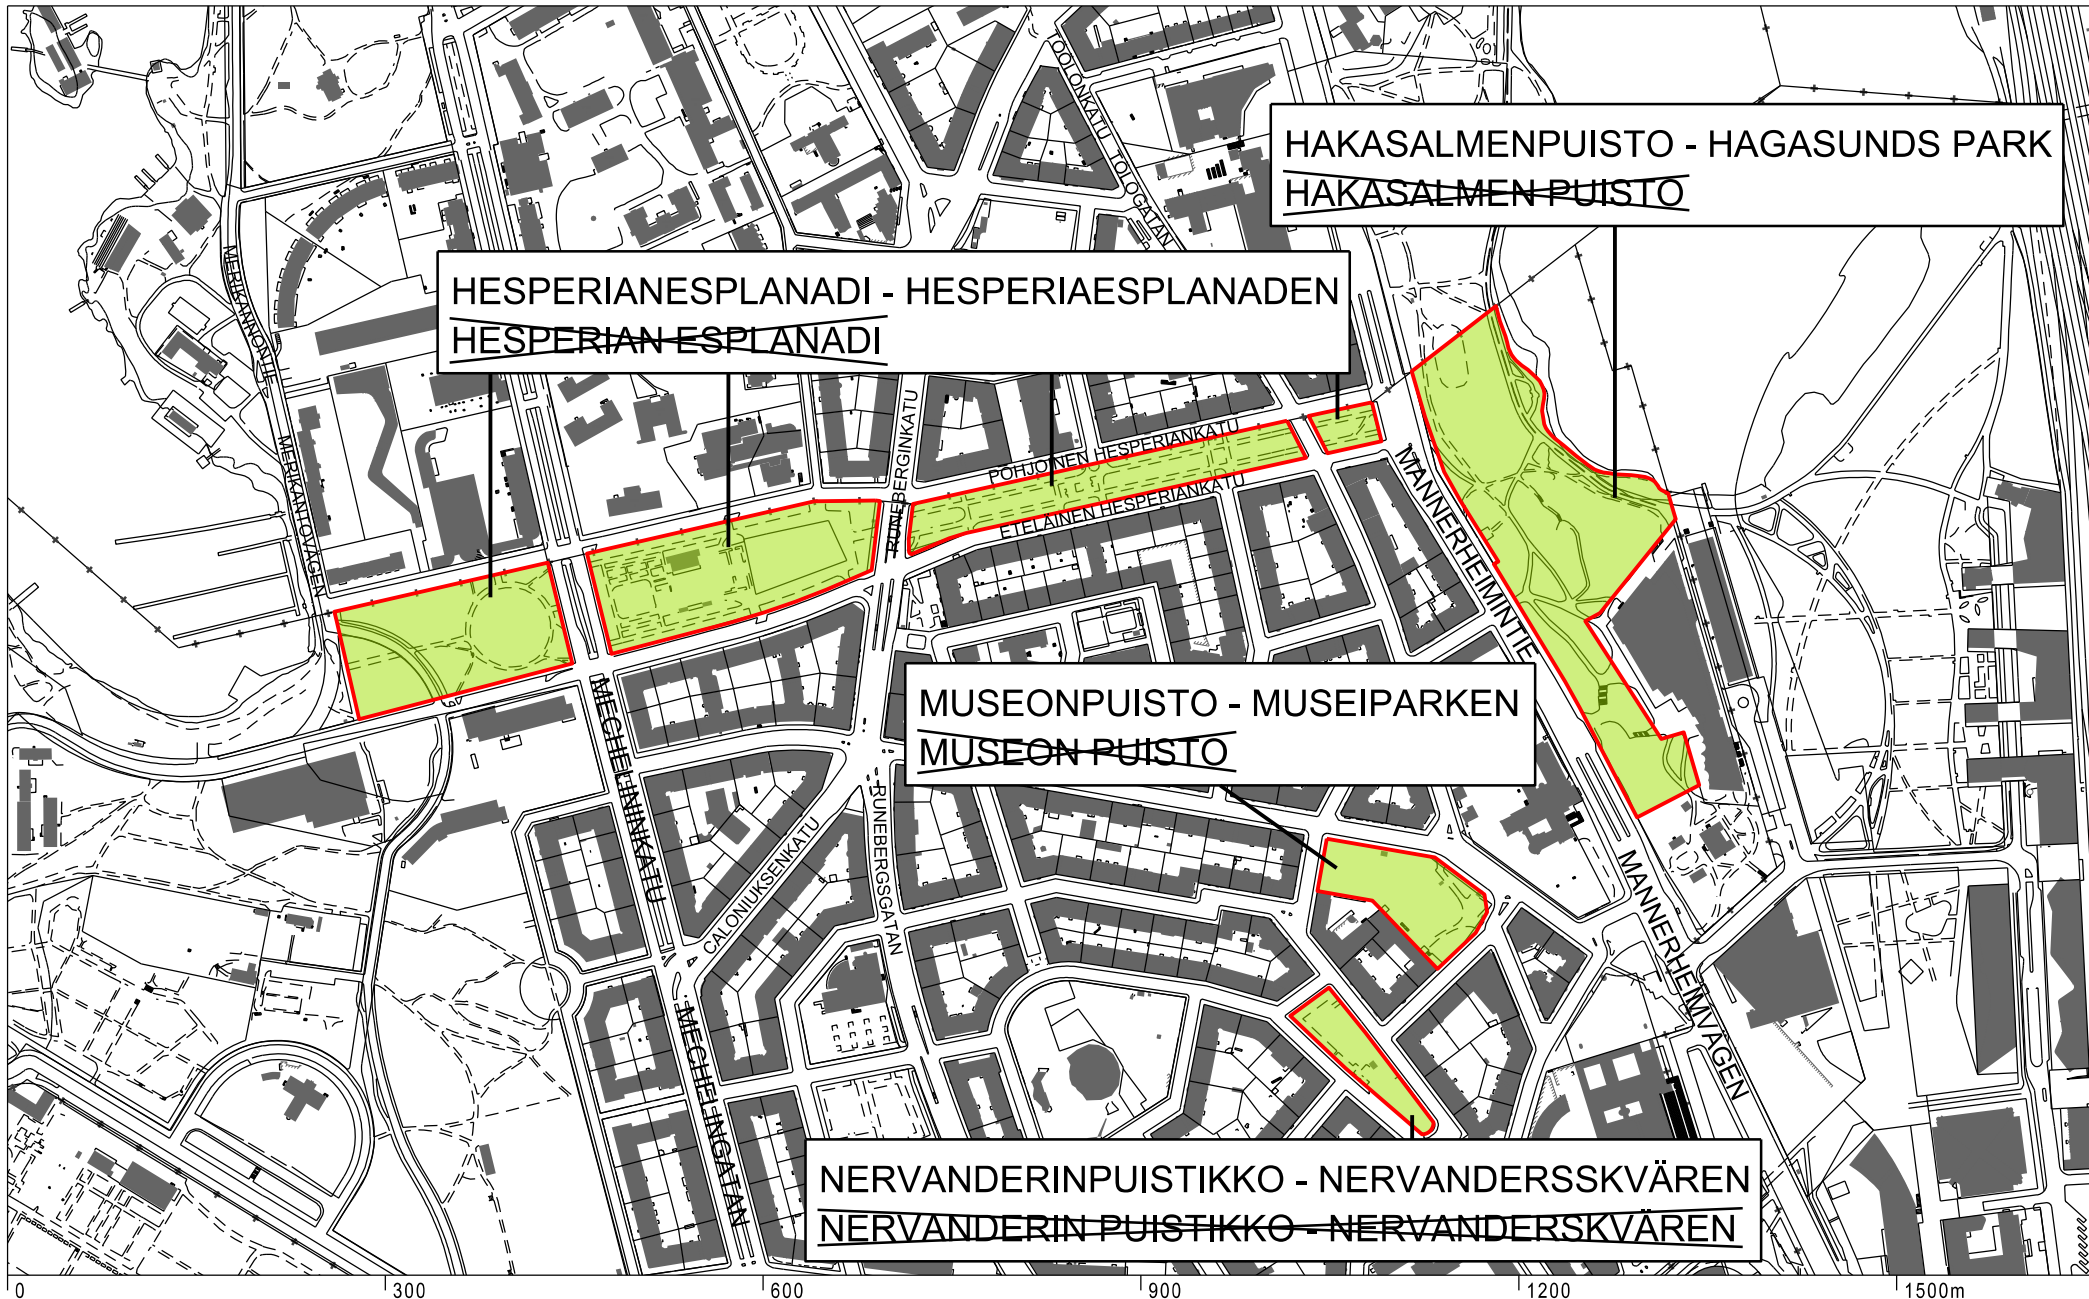 OOLONKATU TOLOGATAN
HAKASALMENPUISTO - HAGASUNDS PARK
HAKASALMEN PUISTO
HESPERIANESPLANADI - HESPERIAESPLANADEN
HESPERIAN ESPLANADI
MERIKANNONTIE
MERIKANTOVÄGEN
RUNEBERGINKATU
POHJOINEN HESPERIANKATU
ETELÄINEN HESPERIANKATU
MANNERHEIMINTIE
MUSEONPUISTO - MUSEIPARKEN
MUSEON PUISTO
MECHELININKATU
CALONIUKSENKATU
RUNEBERGSGATAN
MANNERHEIMVÄGEN
MECHELINGATAN
NERVANDERINPUISTIKKO - NERVANDERSSKVÄREN
NERVANDERIN PUISTIKKO - NERVANDERSKVÄREN
0 300 600 900 1200 1500m